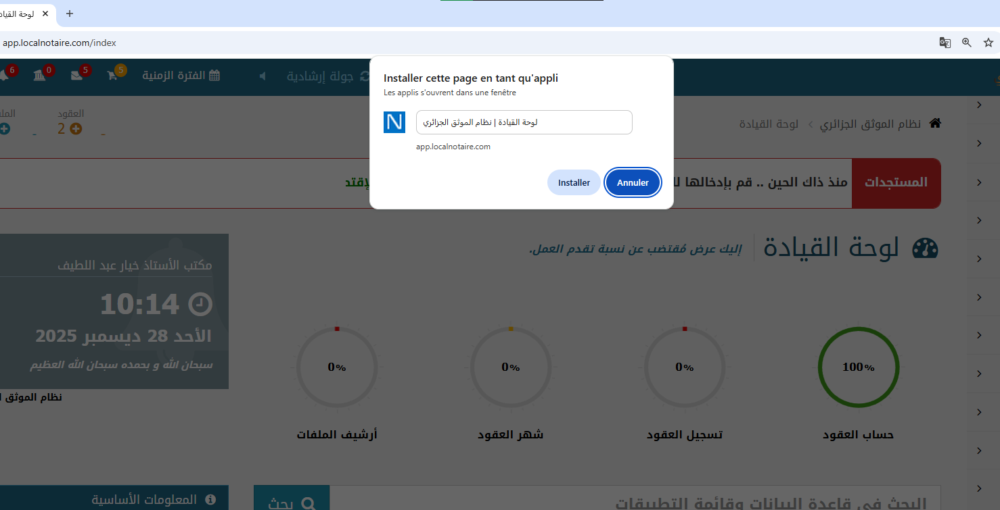 لوحة القيادة
app.localnotaire.com/index
6
0
5
5
الفترة الزمنية
جولة إرشادية
العقود
2
-
-
نظام الموثق الجزائري
لوحة القيادة
Installer cette page en tant qu'appli
Les applis s'ouvrent dans une fenêtre
N
لوحة القيادة | نظام الموثق الجزائري
app.localnotaire.com
Installer
Annuler
المستجدات
منذ ذاك الحين .. قم بإدخالها
لوحة القيادة
إليك عرض مُقتضب عن نسبة تقدم العمل.
مكتب الأستاذ خيار عبد اللطيف
10:14
الأحد 28 ديسمبر 2025
سبحان الله و بحمده سبحان الله العظيم
نظام الموثق
100%
0%
0%
0%
حساب العقود
تسجيل العقود
شهر العقود
أرشيف الملفات
البحث في قاعدة البيانات وقائمة التطبيقات
بحث
المعلومات الأساسية